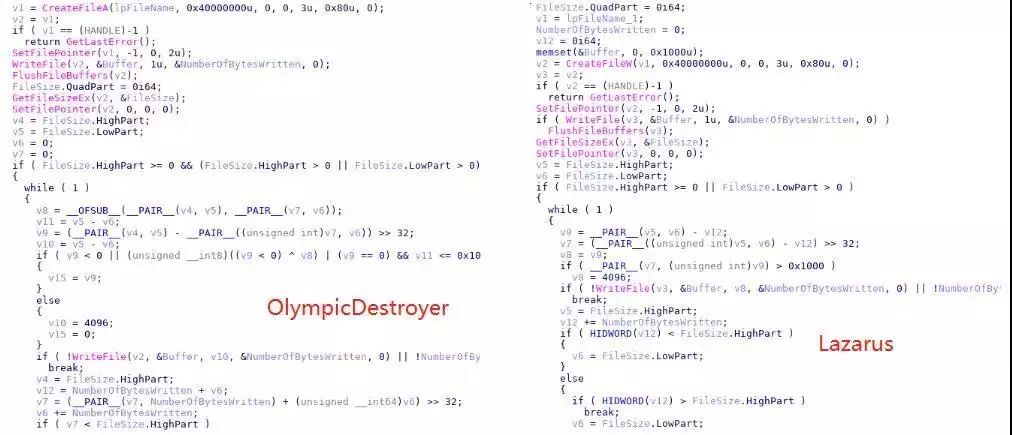 v1 = CreateFileA(lpFileName, 0x40000000u, 0, 0, 3u, 0x80u, 0);
v2 = v1;
if ( v1 == (HANDLE)-1 )
return GetLastError();
SetFilePointer(v1, -1, 0, 2u);
WriteFile(v2, &Buffer, 1u, &NumberOfBytesWritten, 0);
FlushFileBuffers(v2);
FileSize.QuadPart = 0i64;
GetFileSizeEx(v2, &FileSize);
SetFilePointer(v2, 0, 0, 0);
v4 = FileSize.HighPart;
v5 = FileSize.LowPart;
v6 = 0;
v7 = 0;
if ( FileSize.HighPart >= 0 && (FileSize.HighPart > 0 || FileSize.LowPart > 0)
{
while ( 1 )
{
v8 = __OFSUB__(__PAIR__(v4, v5), __PAIR__(v7, v6));
v11 = v5 - v6;
v9 = (__PAIR__(v4, v5) - __PAIR__((unsigned int)v7, v6)) >> 32;
v10 = v5 - v6;
if ( v9 < 0 || (unsigned __int8)((v9 < 0) ^ v8) | (v9 == 0) && v11 <= 0x10
{
v15 = v9;
}
else
{
v10 = 4096;
v15 = 0;
}
if ( !WriteFile(v2, &Buffer, v10, &NumberOfBytesWritten, 0) || !NumberOfBy
break;
v4 = FileSize.HighPart;
v12 = NumberOfBytesWritten + v6;
v7 = (__PAIR__(v7, NumberOfBytesWritten) + (unsigned __int64)v6) >> 32;
v6 += NumberOfBytesWritten;
if ( v7 < FileSize.HighPart )
OlympicDestroyer
FileSize.QuadPart = 0i64;
v1 = lpFileName_1;
NumberOfBytesWritten = 0;
v12 = 0i64;
memset(&Buffer, 0, 0x1000u);
v2 = CreateFileW(v1, 0x40000000u, 0, 0, 3u, 0x80u, 0);
v3 = v2;
if ( v2 == (HANDLE)-1 )
return GetLastError();
SetFilePointer(v2, -1, 0, 2u);
if ( WriteFile(v3, &Buffer, 1u, &NumberOfBytesWritten, 0) )
FlushFileBuffers(v3);
GetFileSizeEx(v3, &FileSize);
SetFilePointer(v3, 0, 0, 0);
v5 = FileSize.HighPart;
v6 = FileSize.LowPart;
if ( FileSize.HighPart >= 0 || FileSize.LowPart > 0 )
{
while ( 1 )
{
v9 = __PAIR__(v5, v6) - v12;
v7 = (__PAIR__((unsigned int)v5, v6) - v12) >> 32;
v8 = v9;
if ( __PAIR__(v7, (unsigned int)v9) > 0x1000 )
v8 = 4096;
if ( !WriteFile(v3, &Buffer, v8, &NumberOfBytesWritten, 0) || !NumberOfByt
break;
v5 = FileSize.HighPart;
v12 += NumberOfBytesWritten;
if ( HIDWORD(v12) < FileSize.HighPart )
{
v6 = FileSize.LowPart;
}
else
{
if ( HIDWORD(v12) > FileSize.HighPart )
break;
v6 = FileSize.LowPart;
Lazarus